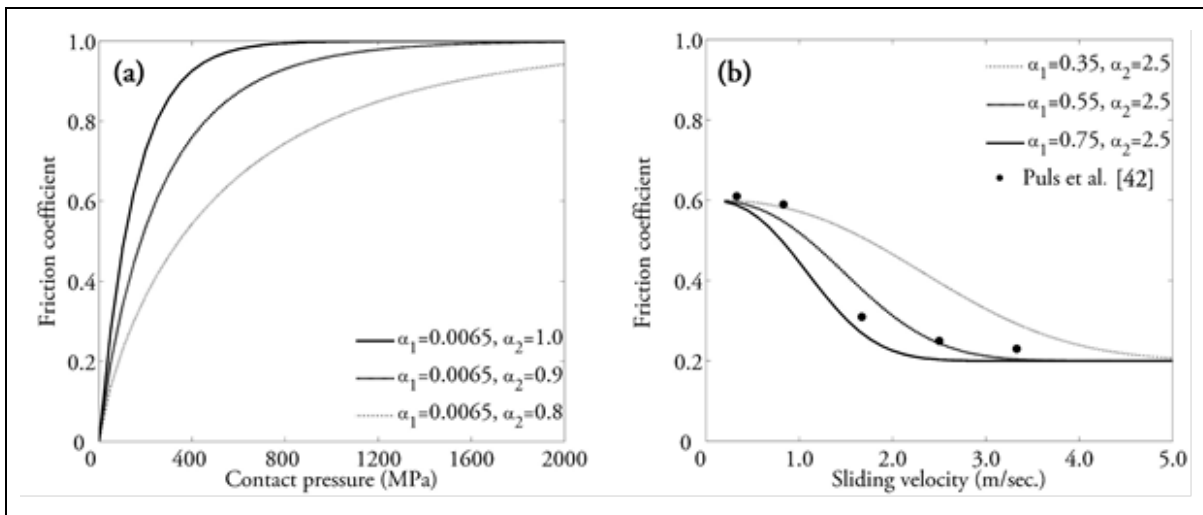 (a)
Friction coefficient
1.0
0.8
0.6
0.4
0.2
0
α1=0.0065, α2=1.0
α1=0.0065, α2=0.9
α1=0.0065, α2=0.8
0 400 800 1200 1600 2000
Contact pressure (MPa)
(b)
Friction coefficient
1.0
0.8
0.6
0.4
0.2
0
α1=0.35, α2=2.5
α1=0.55, α2=2.5
α1=0.75, α2=2.5
Puls et al. [42]
0 1.0 2.0 3.0 4.0 5.0
Sliding velocity (m/sec.)